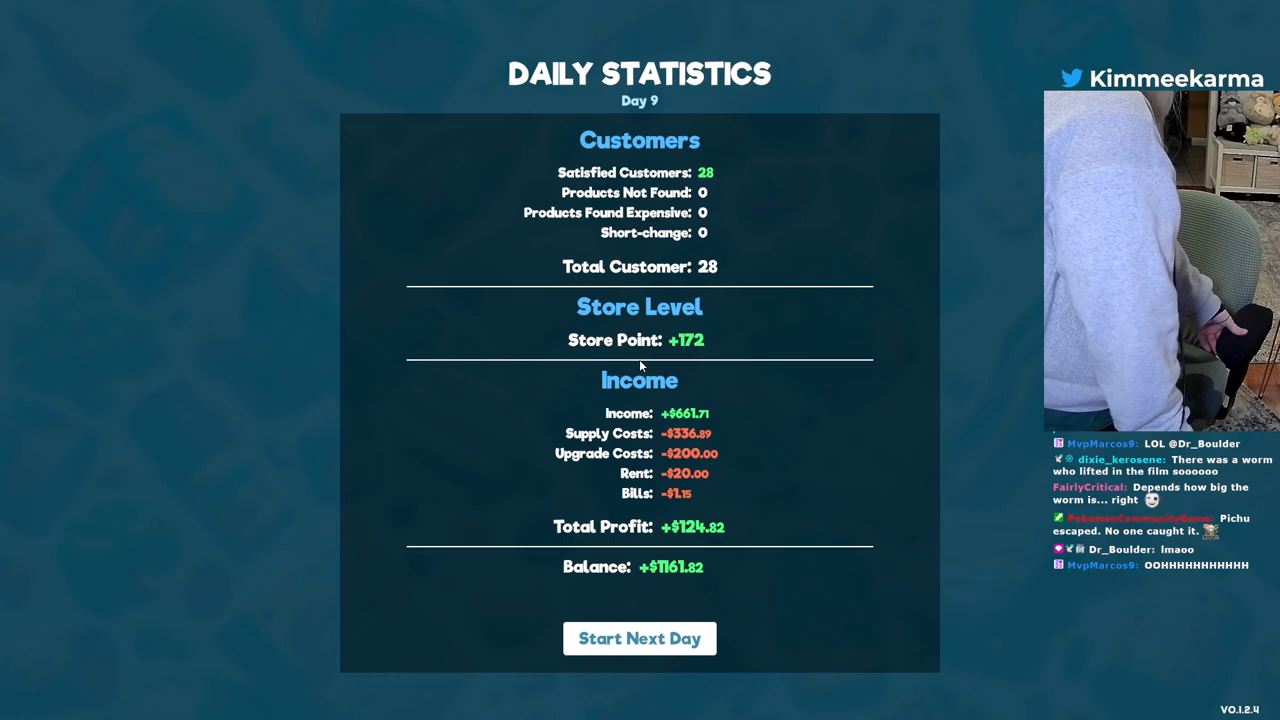 DAILY STATISTICS
Day 9
Customers
Satisfied Customers: 28
Products Not Found: 0
Products Found Expensive: 0
Short-change: 0
Total Customer: 28
Store Level
Store Point: +172
Income
Income: +$661.71
Supply Costs: -$336.89
Upgrade Costs: -$200.00
Rent: -$20.00
Bills: -$1.15
Total Profit: +$124.82
Balance: +$1161.82
Start Next Day
Kimmeekarma
MvpMarcos9: LOL @Dr_Boulder
dixie_kerosene: There was a worm
who lifted in the film soooooo
FairlyCritical: Depends how big the
worm is... right
PokemonCommunityGame: Pichu
escaped. No one caught it.
Dr_Boulder: lmaoo
MvpMarcos9: OOHHHHHHHHHHH
V0.1.2.4